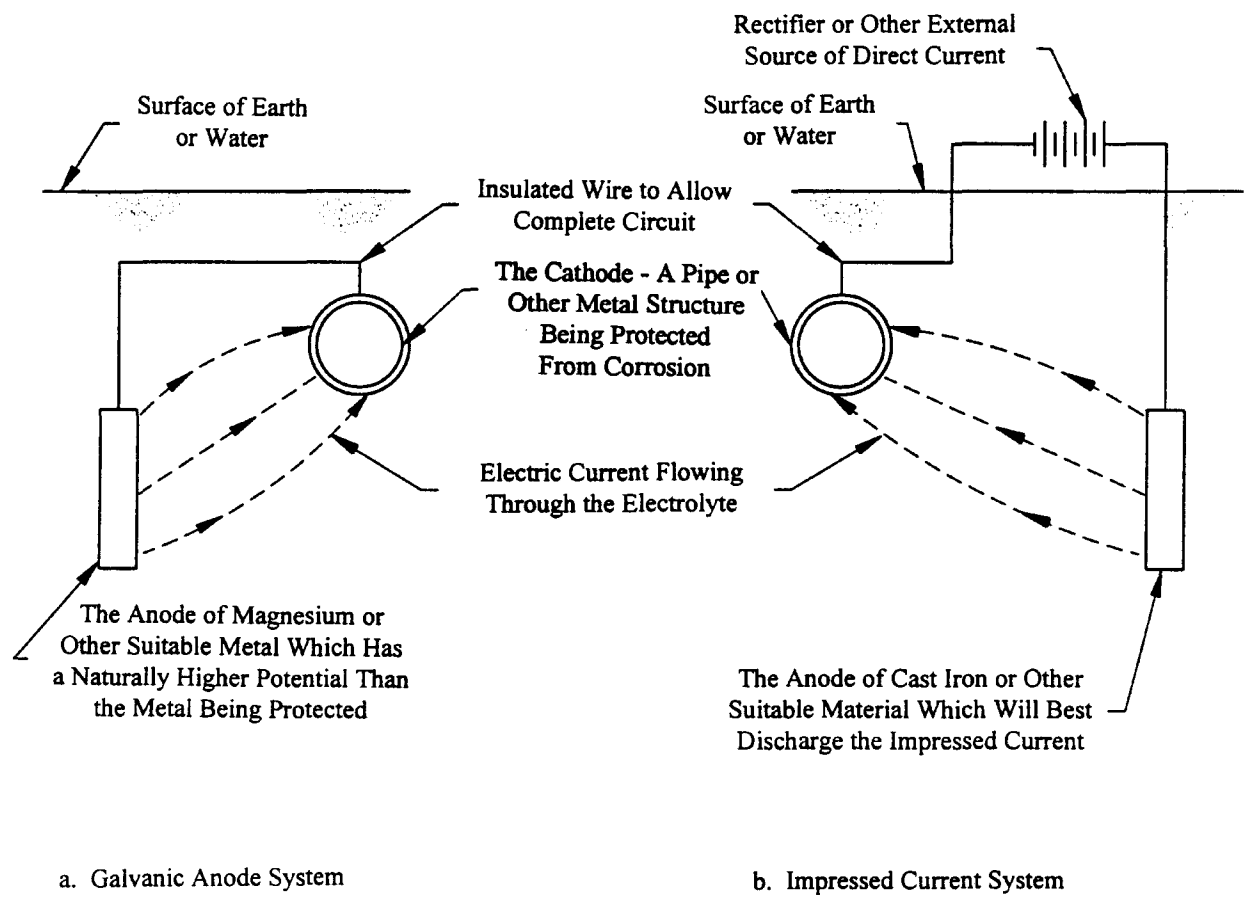 Rectifier or Other External
Source of Direct Current
Surface of Earth
or Water
Surface of Earth
or Water
Insulated Wire to Allow
Complete Circuit
The Cathode - A Pipe or
Other Metal Structure
Being Protected
From Corrosion
Electric Current Flowing
Through the Electrolyte
The Anode of Magnesium or
Other Suitable Metal Which Has
a Naturally Higher Potential Than
the Metal Being Protected
The Anode of Cast Iron or Other
Suitable Material Which Will Best
Discharge the Impressed Current
a. Galvanic Anode System
b. Impressed Current System